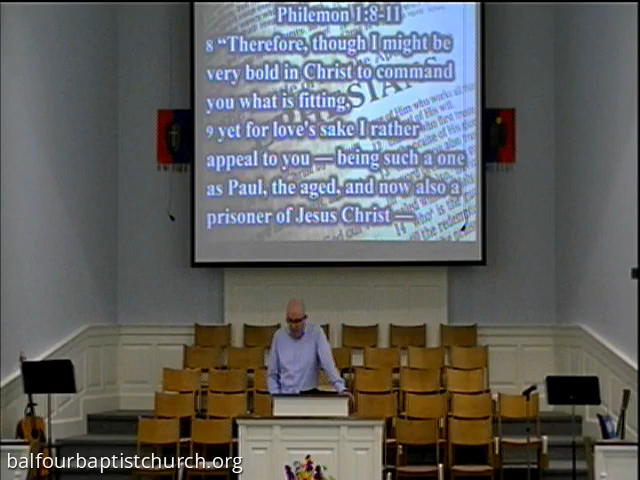 Philemon 1:8-11
8 “Therefore, though I might be
very bold in Christ to command
you what is fitting,
9 yet for love's sake I rather
appeal to you — being such a one
as Paul, the aged, and now also a
prisoner of Jesus Christ —
balfourbaptistchurch.org